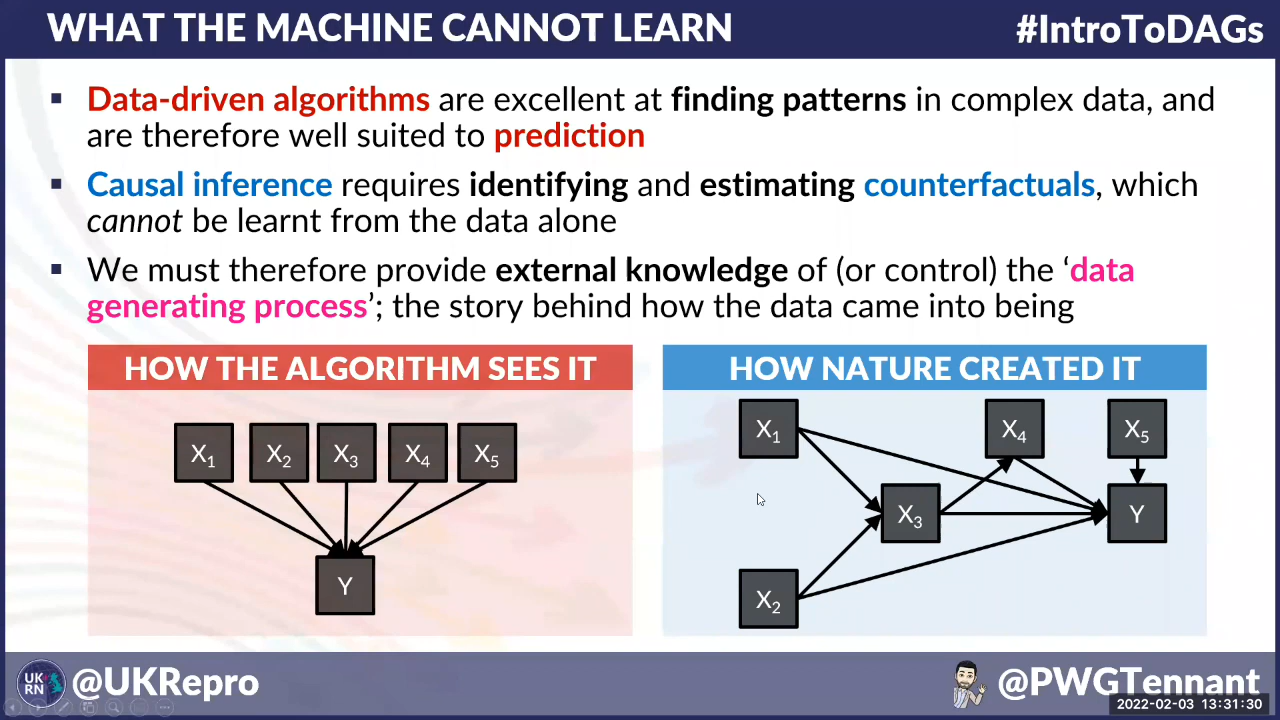 WHAT THE MACHINE CANNOT LEARN
#IntroToDAGs
▪ Data-driven algorithms are excellent at finding patterns in complex data, and
are therefore well suited to prediction
▪ Causal inference requires identifying and estimating counterfactuals, which
cannot be learnt from the data alone
▪ We must therefore provide external knowledge of (or control) the ‘data
generating process’; the story behind how the data came into being
HOW THE ALGORITHM SEES IT
X₁ X₂ X₃ X₄ X₅
Y
HOW NATURE CREATED IT
X₁ X₄ X₅
X₃ Y
X₂
UK
RN
@UKRepro
@PWGTennant
2022-02-03 13:31:30